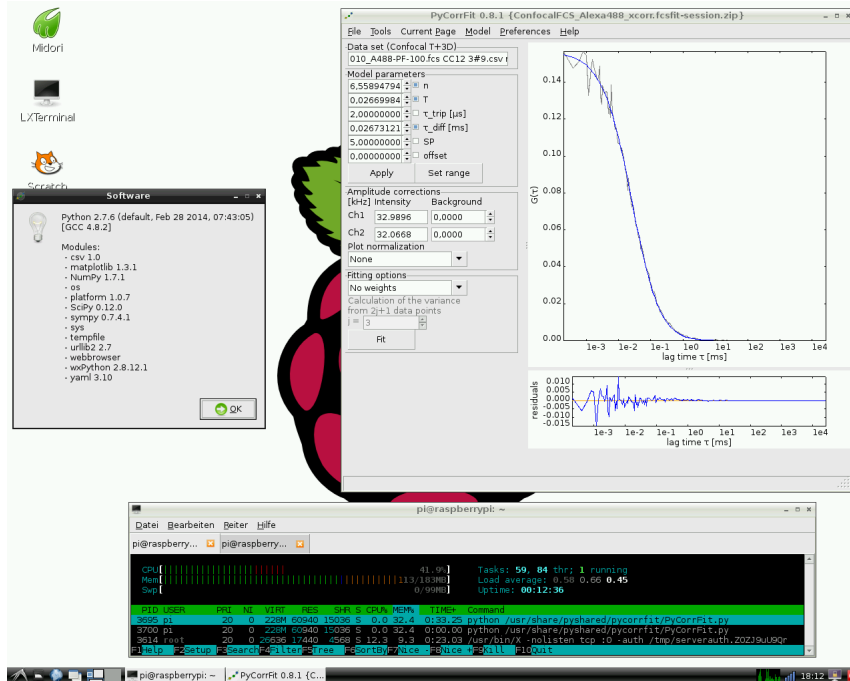 Midori
LXTerminal
Scratch
Software
Python 2.7.6 (default, Feb 28 2014, 07:43:05)
[GCC 4.8.2]
Modules:
- csv 1.0
- matplotlib 1.3.1
- NumPy 1.7.1
- os
- platform 1.0.7
- SciPy 0.12.0
- sympy 0.7.4.1
- sys
- tempfile
- urllib2 2.7
- webbrowser
- wxPython 2.8.12.1
- yaml 3.10
OK
PyCorrFit 0.8.1 {ConfocalFCS_Alexa488_xcorr.fcsfit-session.zip}
File Tools Current Page Model Preferences Help
Data set (Confocal T+3D)
010_A488-PF-100.fcs CC12 3#9.csv
Model parameters
6,55894794 n
0,02669984 T
2,00000000 τ_trip [µs]
0,02673121 τ_diff [ms]
5,00000000 SP
0,00000000 offset
Apply Set range
Amplitude corrections
[kHz] Intensity Background
Ch1 32.9896 0,0000
Ch2 32.0668 0,0000
Plot normalization
None
Fitting options
No weights
Calculation of the variance
from 2j+1 data points
j = 3
Fit
G(τ)
0.14
0.12
0.10
0.08
0.06
0.04
0.02
0.00
1e-3 1e-2 1e-1 1e0 1e1 1e2 1e3 1e4
lag time τ [ms]
residuals
0.010
0.005
0.000
-0.005
-0.010
-0.015
1e-3 1e-2 1e-1 1e0 1e1 1e2 1e3 1e4
lag time τ [ms]
pi@raspberrypi: ~
Datei Bearbeiten Reiter Hilfe
pi@raspberry... pi@raspberry...
CPU[ 41.9%] Tasks: 59, 84 thr; 1 running
Mem[ 113/183MB] Load average: 0.58 0.66 0.45
Swp[ 0/99MB] Uptime: 00:12:36
PID USER PRI NI VIRT RES SHR S CPU% MEM% TIME+ Command
3695 pi 20 0 228M 60940 15036 S 0.0 32.4 0:33.25 python /usr/share/pyshared/pycorrfit/PyCorrFit.py
3700 pi 20 0 228M 60940 15036 S 0.0 32.4 0:00.00 python /usr/share/pyshared/pycorrfit/PyCorrFit.py
3614 root 20 0 26636 17440 4568 S 12.3 9.3 0:23.03 /usr/bin/X -nolisten tcp :0 -auth /tmp/serverauth.ZOZJ9uU9Qr
F1Help F2Setup F3SearchF4FilterF5Tree F6SortByF7Nice -F8Nice +F9Kill F10Quit
pi@raspberrypi: ~ PyCorrFit 0.8.1 {C... 18:12